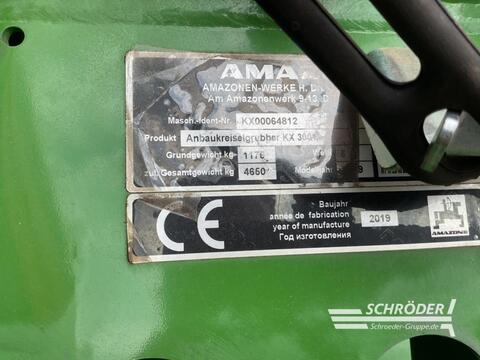 AMAZ
AMAZONEN-WERKE H. D
Am Amazonenwerk 9-13, D
Masch.-Ident-Nr. KX00064812
Produkt Anbaukreiselgrubber KX 3001
Grundgewicht kg 1176
zul. Gesamtgewicht kg 4650
CE
Baujahr
année de fabrication
year of manufacture
Год изготовления
2019
AMAZONE
SCHRÖDER
Schroeder-Gruppe.de